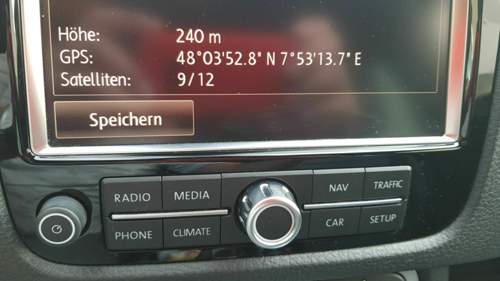 Höhe: 240 m
GPS: 48°03'52.8" N 7°53'13.7" E
Satelliten: 9/12
Speichern
RADIO MEDIA NAV TRAFFIC
PHONE CLIMATE CAR SETUP